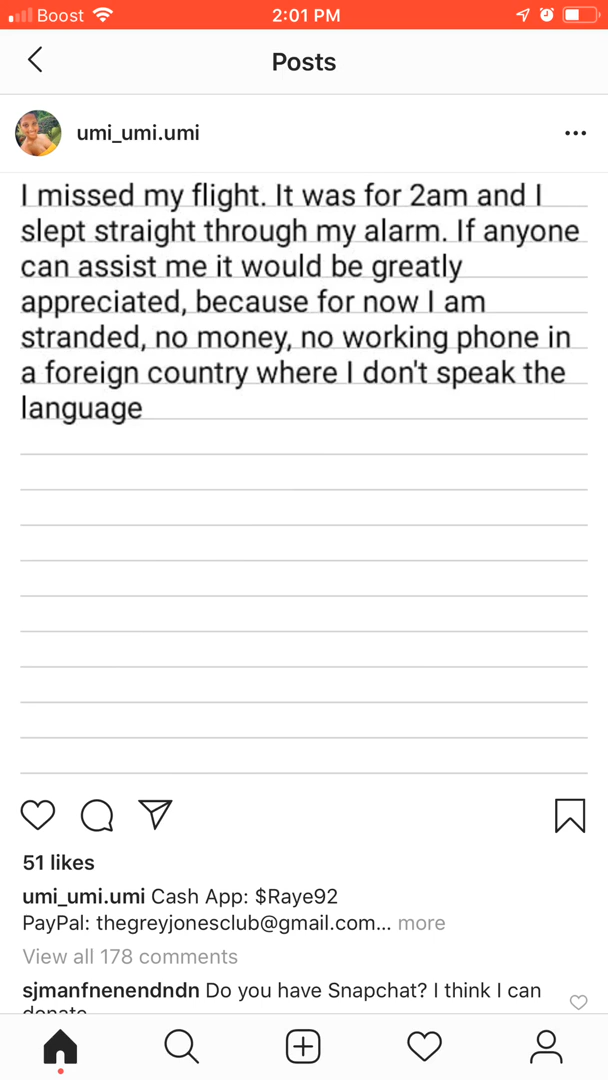 Boost 2:01 PM
Posts
umi_umi.umi
I missed my flight. It was for 2am and I
slept straight through my alarm. If anyone
can assist me it would be greatly
appreciated, because for now I am
stranded, no money, no working phone in
a foreign country where I don't speak the
language
51 likes
umi_umi.umi Cash App: $Raye92
PayPal: thegreyjonesclub@gmail.com... more
View all 178 comments
sjmanfnenendndn Do you have Snapchat? I think I can
donate